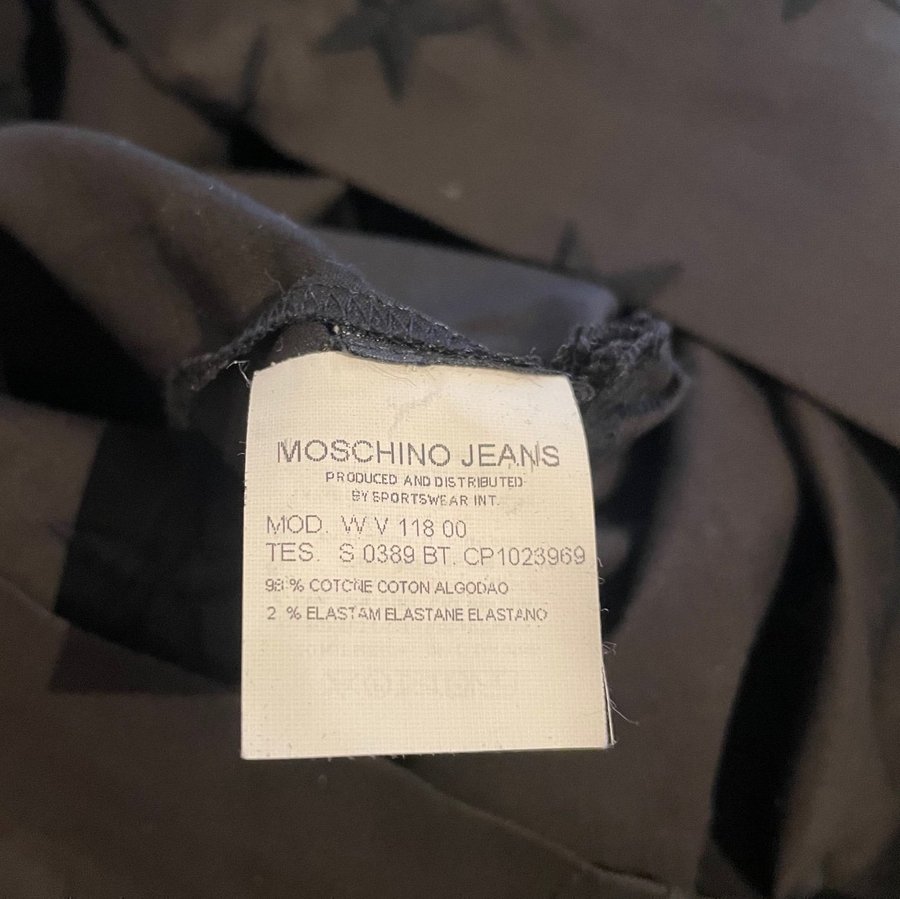 MOSCHINO JEANS
PRODUCED AND DISTRIBUTED
BY SPORTSWEAR INT.
MOD. WV 118 00
TES. S 0389 BT. CP1023969
98 % COTONE COTON ALGODAO
2 % ELASTAM ELASTANE ELASTANO